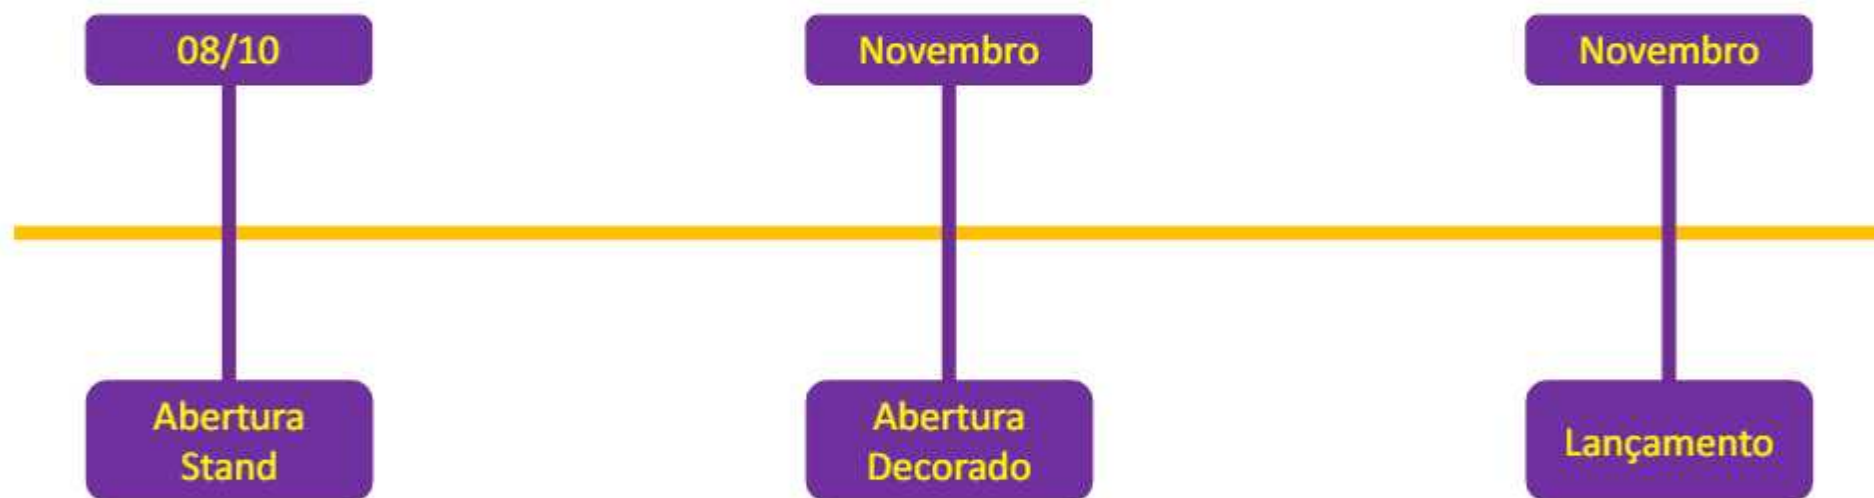 08/10
Novembro
Novembro
Abertura
Stand
Abertura
Decorado
Lançamento